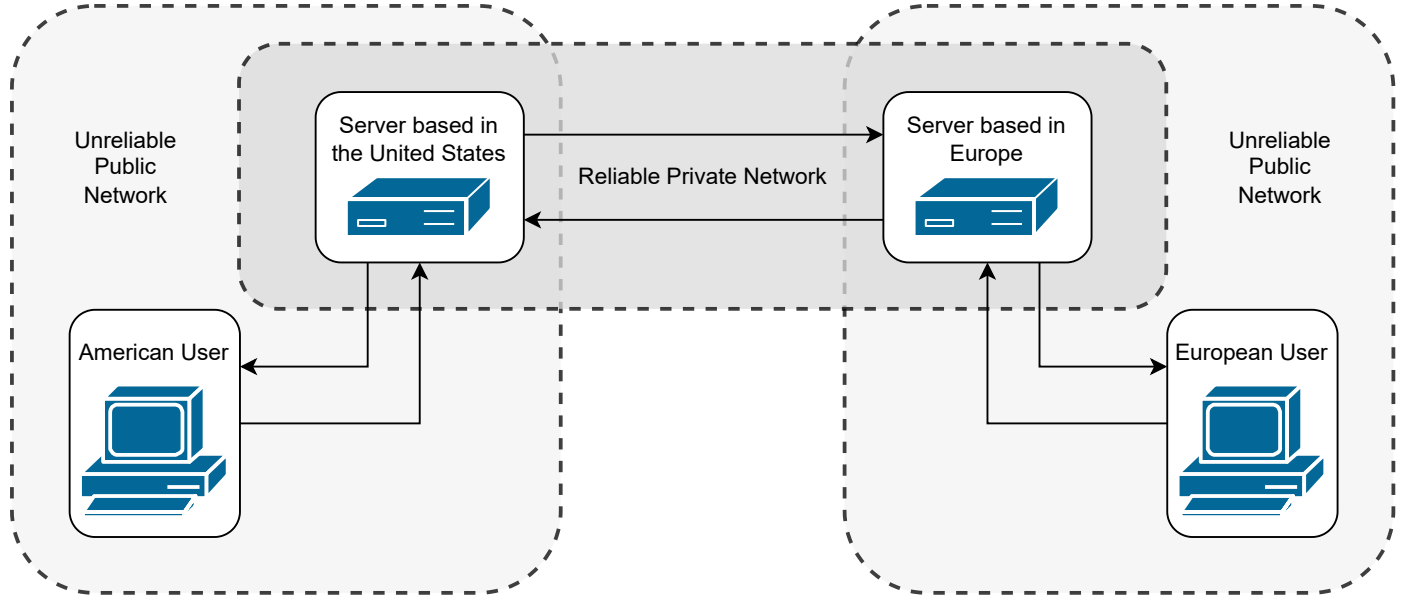 Unreliable
Public
Network
Server based in
the United States
Reliable Private Network
Server based in
Europe
Unreliable
Public
Network
American User
European User